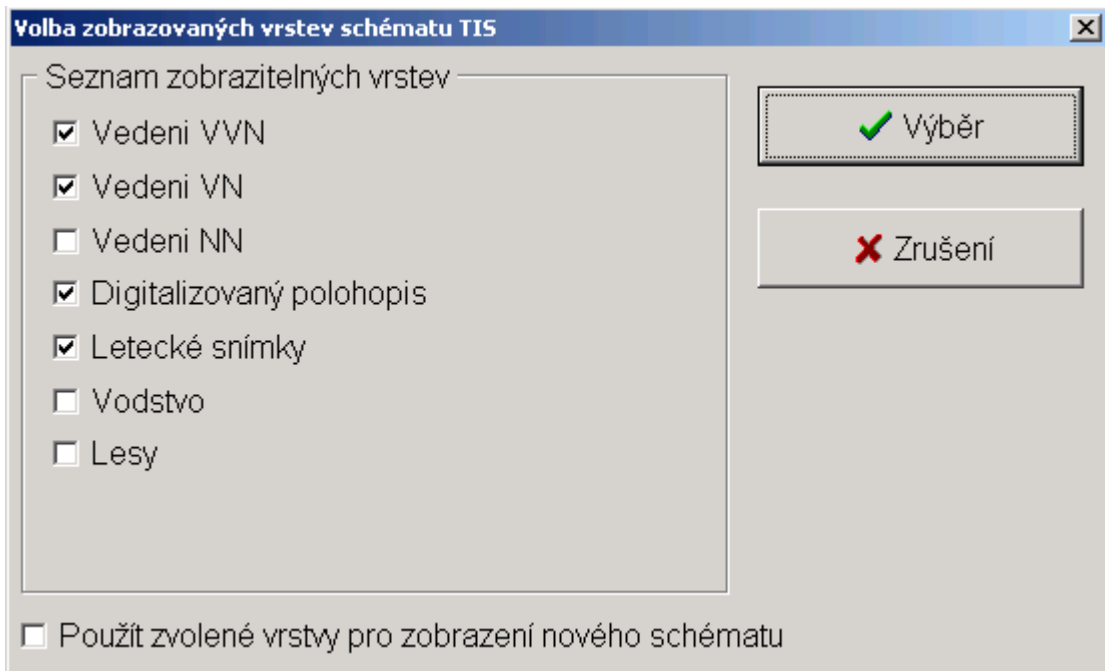 Volba zobrazovaných vrstev schématu TIS
Seznam zobrazitelných vrstev
Vedeni VVN
Vedeni VN
Vedeni NN
Digitalizovaný polohopis
Letecké snímky
Vodstvo
Lesy
Výběr
Zrušení
Použít zvolené vrstvy pro zobrazení nového schématu